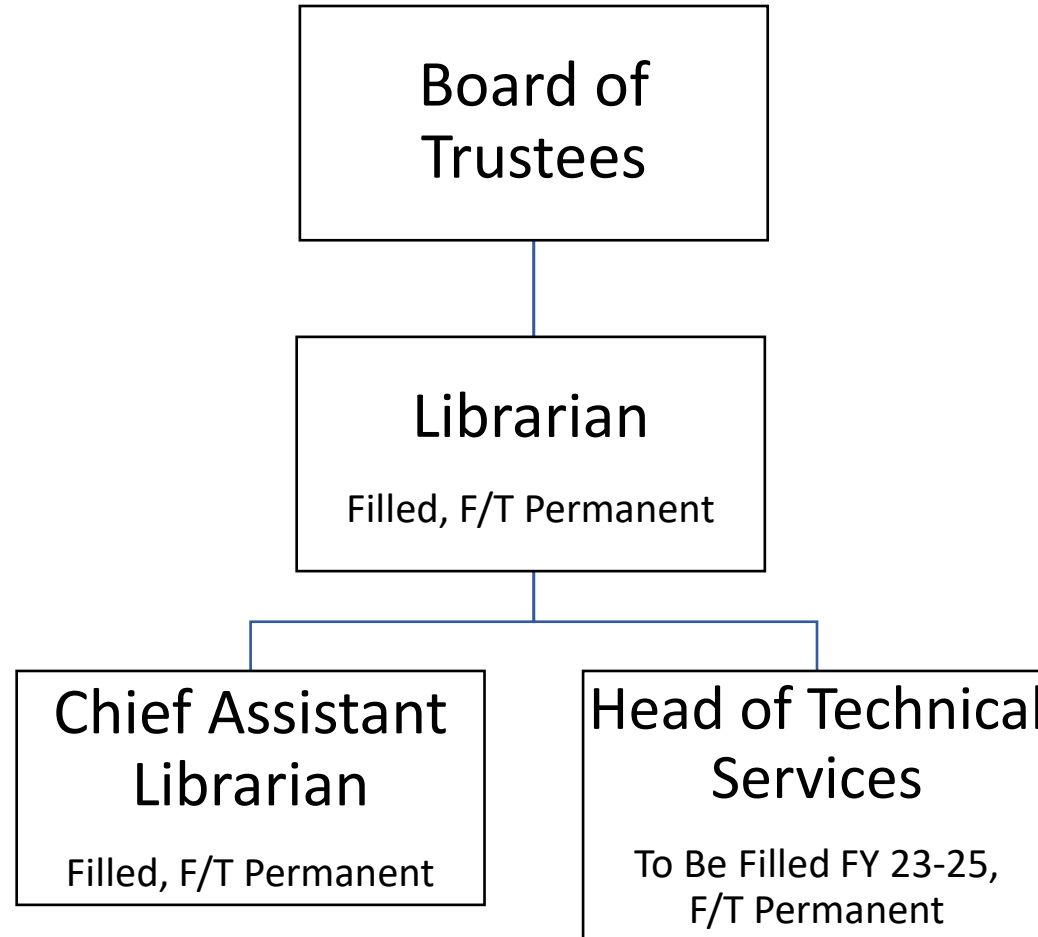 Board of
Trustees
Librarian
Filled, F/T Permanent
Chief Assistant
Librarian
Filled, F/T Permanent
Head of Technical
Services
To Be Filled FY 23-25,
F/T Permanent